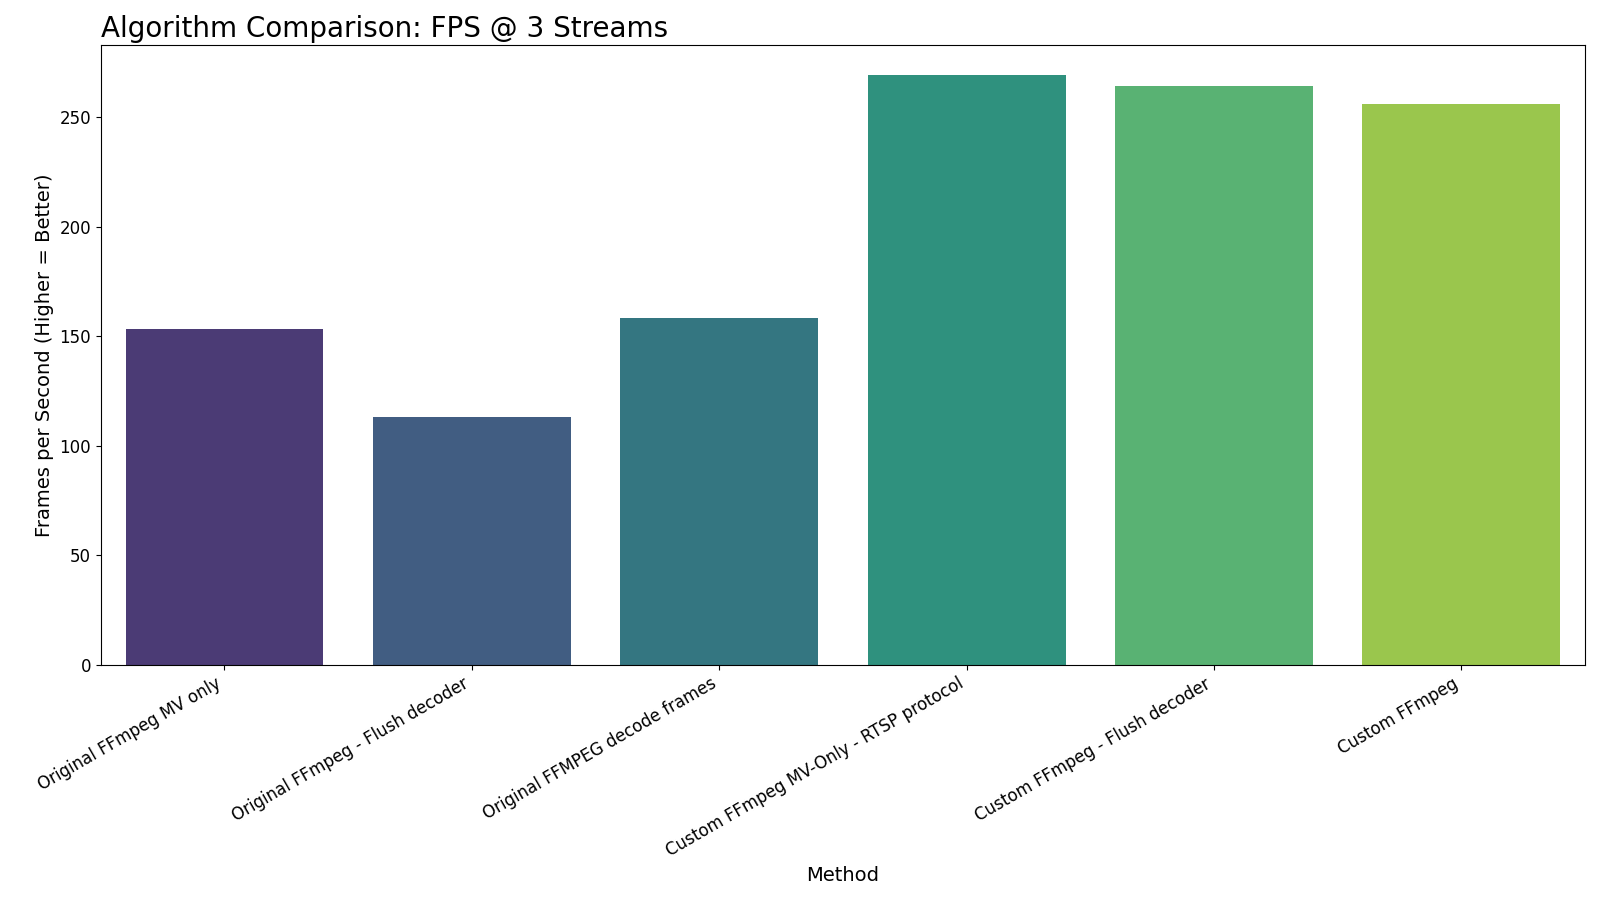 Algorithm Comparison: FPS @ 3 Streams
Frames per Second (Higher = Better)
250
200
150
100
50
0
Original FFmpeg MV only
Original FFmpeg - Flush decoder
Original FFMPEG decode frames
Custom FFmpeg MV-Only - RTSP protocol
Custom FFmpeg - Flush decoder
Custom FFmpeg
Method